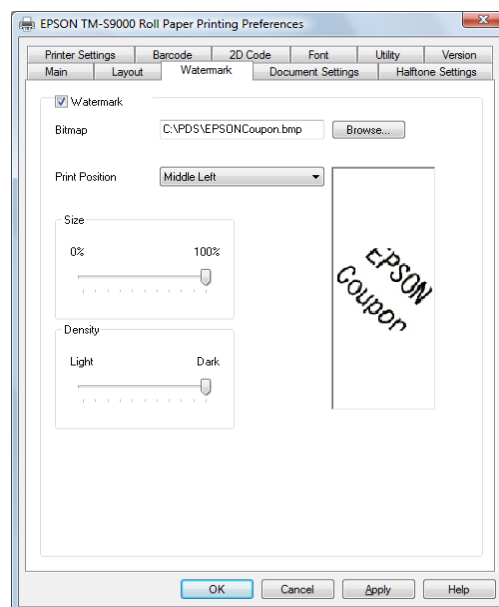 EPSON TM-S9000 Roll Paper Printing Preferences
Printer Settings Barcode 2D Code Font Utility Version
Main Layout Watermark Document Settings Halftone Settings
Watermark
Bitmap C:\PDS\EPSONCoupon.bmp Browse...
Print Position Middle Left
Size
0% 100%
EPSON
Coupon
Density
Light Dark
OK Cancel Apply Help